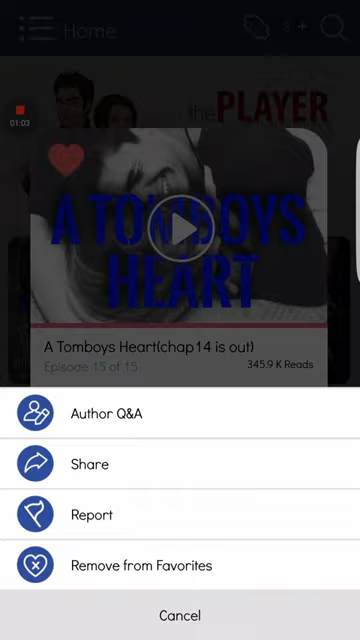 Home
3 +
01:03
the PLAYER
A TOMBOYS
HEART
A Tomboys Heart(chap14 is out)
Episode 15 of 15
345.9 K Reads
Author Q&A
Share
Report
Remove from Favorites
Cancel